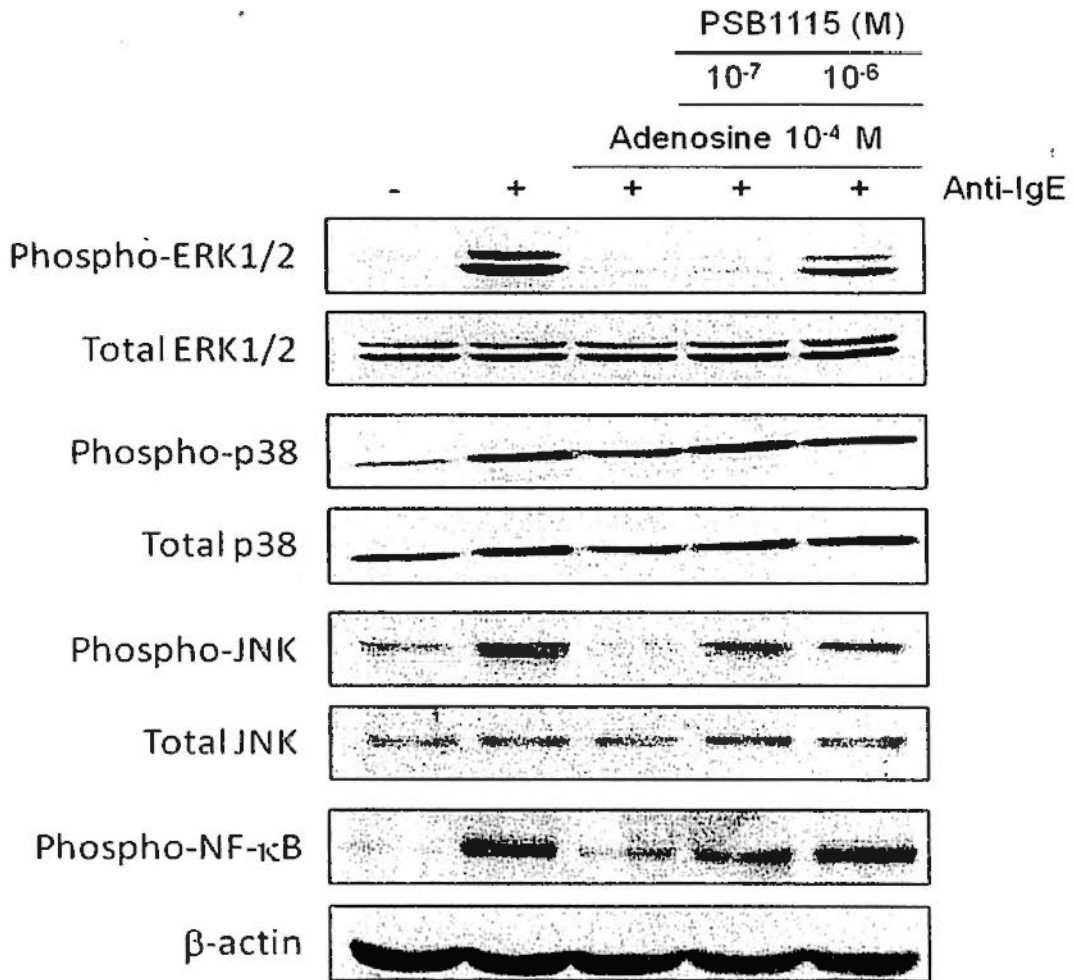 PSB1115 (M)
10⁻⁷ 10⁻⁶
Adenosine 10⁻⁴ M
- + + + + Anti-IgE
Phospho-ERK1/2
Total ERK1/2
Phospho-p38
Total p38
Phospho-JNK
Total JNK
Phospho-NF-κB
β-actin